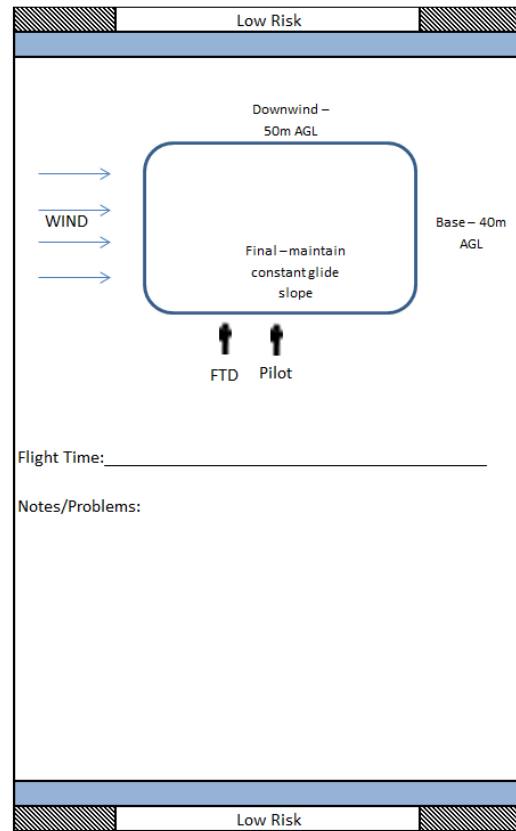 Low Risk
Downwind –
50m AGL
WIND
Base – 40m
AGL
Final – maintain
constant glide
slope
FTD
Pilot
Flight Time:
Notes/Problems:
Low Risk